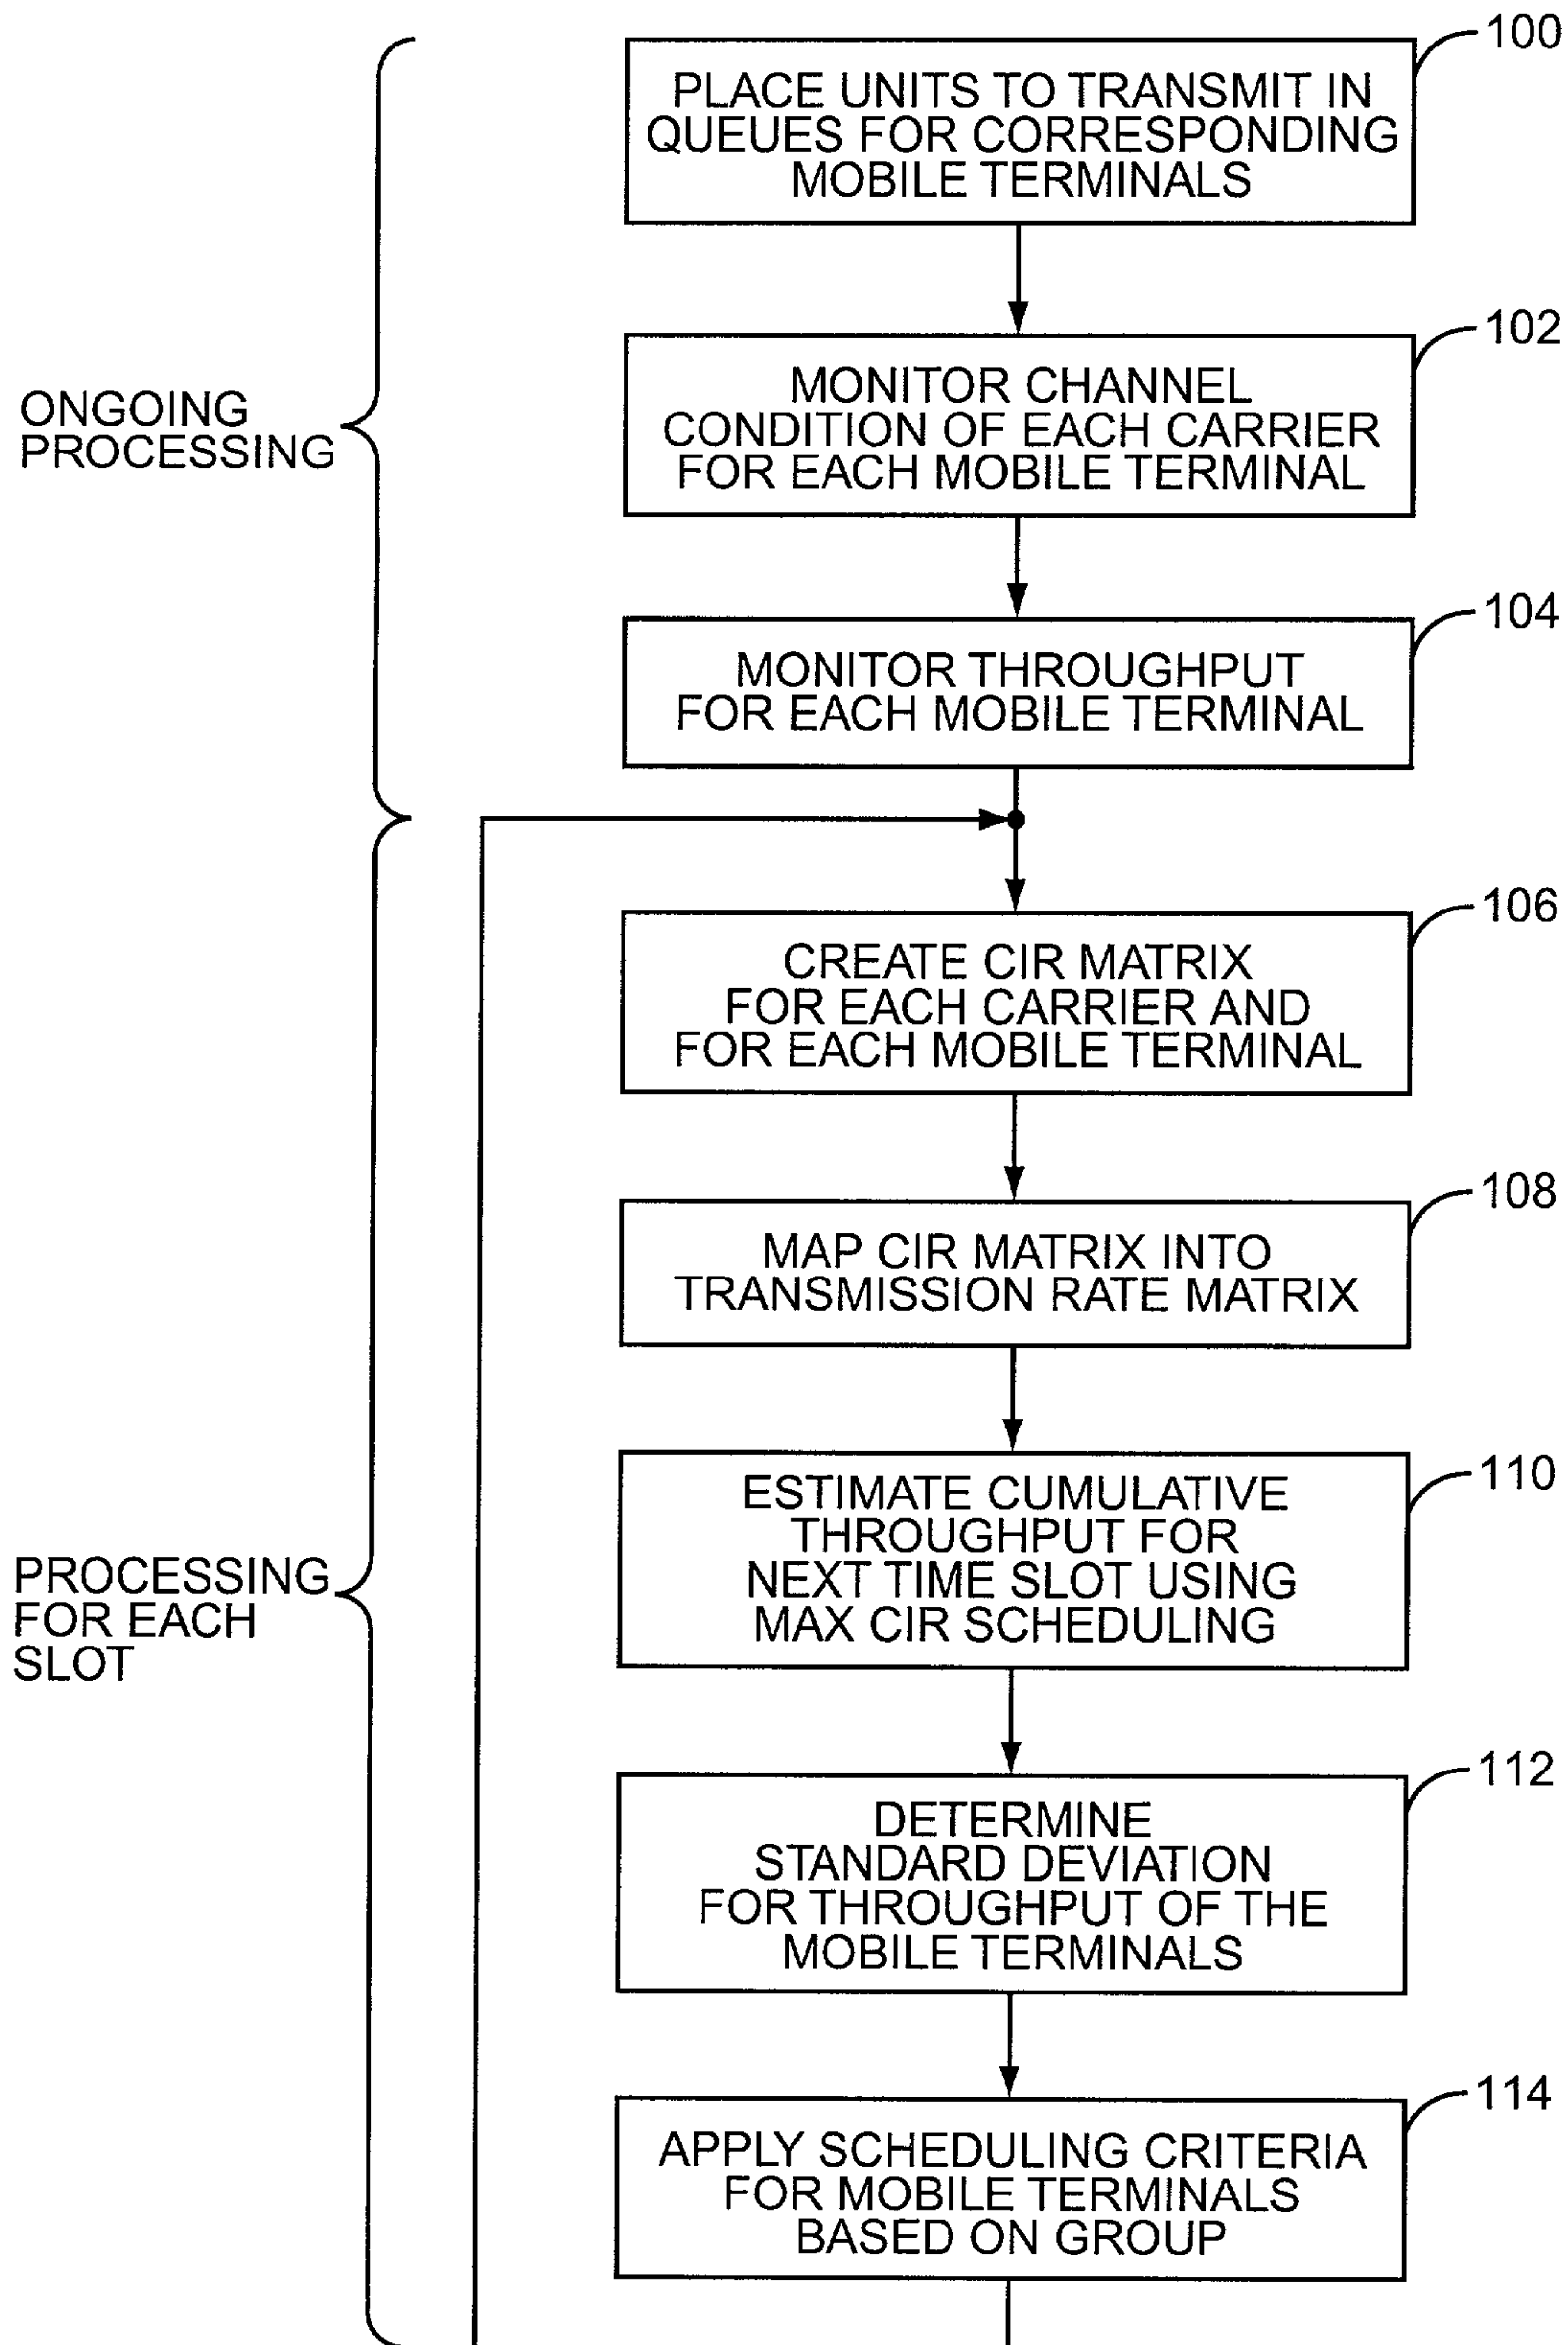 100
PLACE UNITS TO TRANSMIT IN
QUEUES FOR CORRESPONDING
MOBILE TERMINALS
102
MONITOR CHANNEL
CONDITION OF EACH CARRIER
FOR EACH MOBILE TERMINAL
ONGOING
PROCESSING
104
MONITOR THROUGHPUT
FOR EACH MOBILE TERMINAL
106
CREATE CIR MATRIX
FOR EACH CARRIER AND
FOR EACH MOBILE TERMINAL
108
MAP CIR MATRIX INTO
TRANSMISSION RATE MATRIX
110
ESTIMATE CUMULATIVE
THROUGHPUT FOR
NEXT TIME SLOT USING
MAX CIR SCHEDULING
PROCESSING
FOR EACH
SLOT
112
DETERMINE
STANDARD DEVIATION
FOR THROUGHPUT OF THE
MOBILE TERMINALS
114
APPLY SCHEDULING CRITERIA
FOR MOBILE TERMINALS
BASED ON GROUP